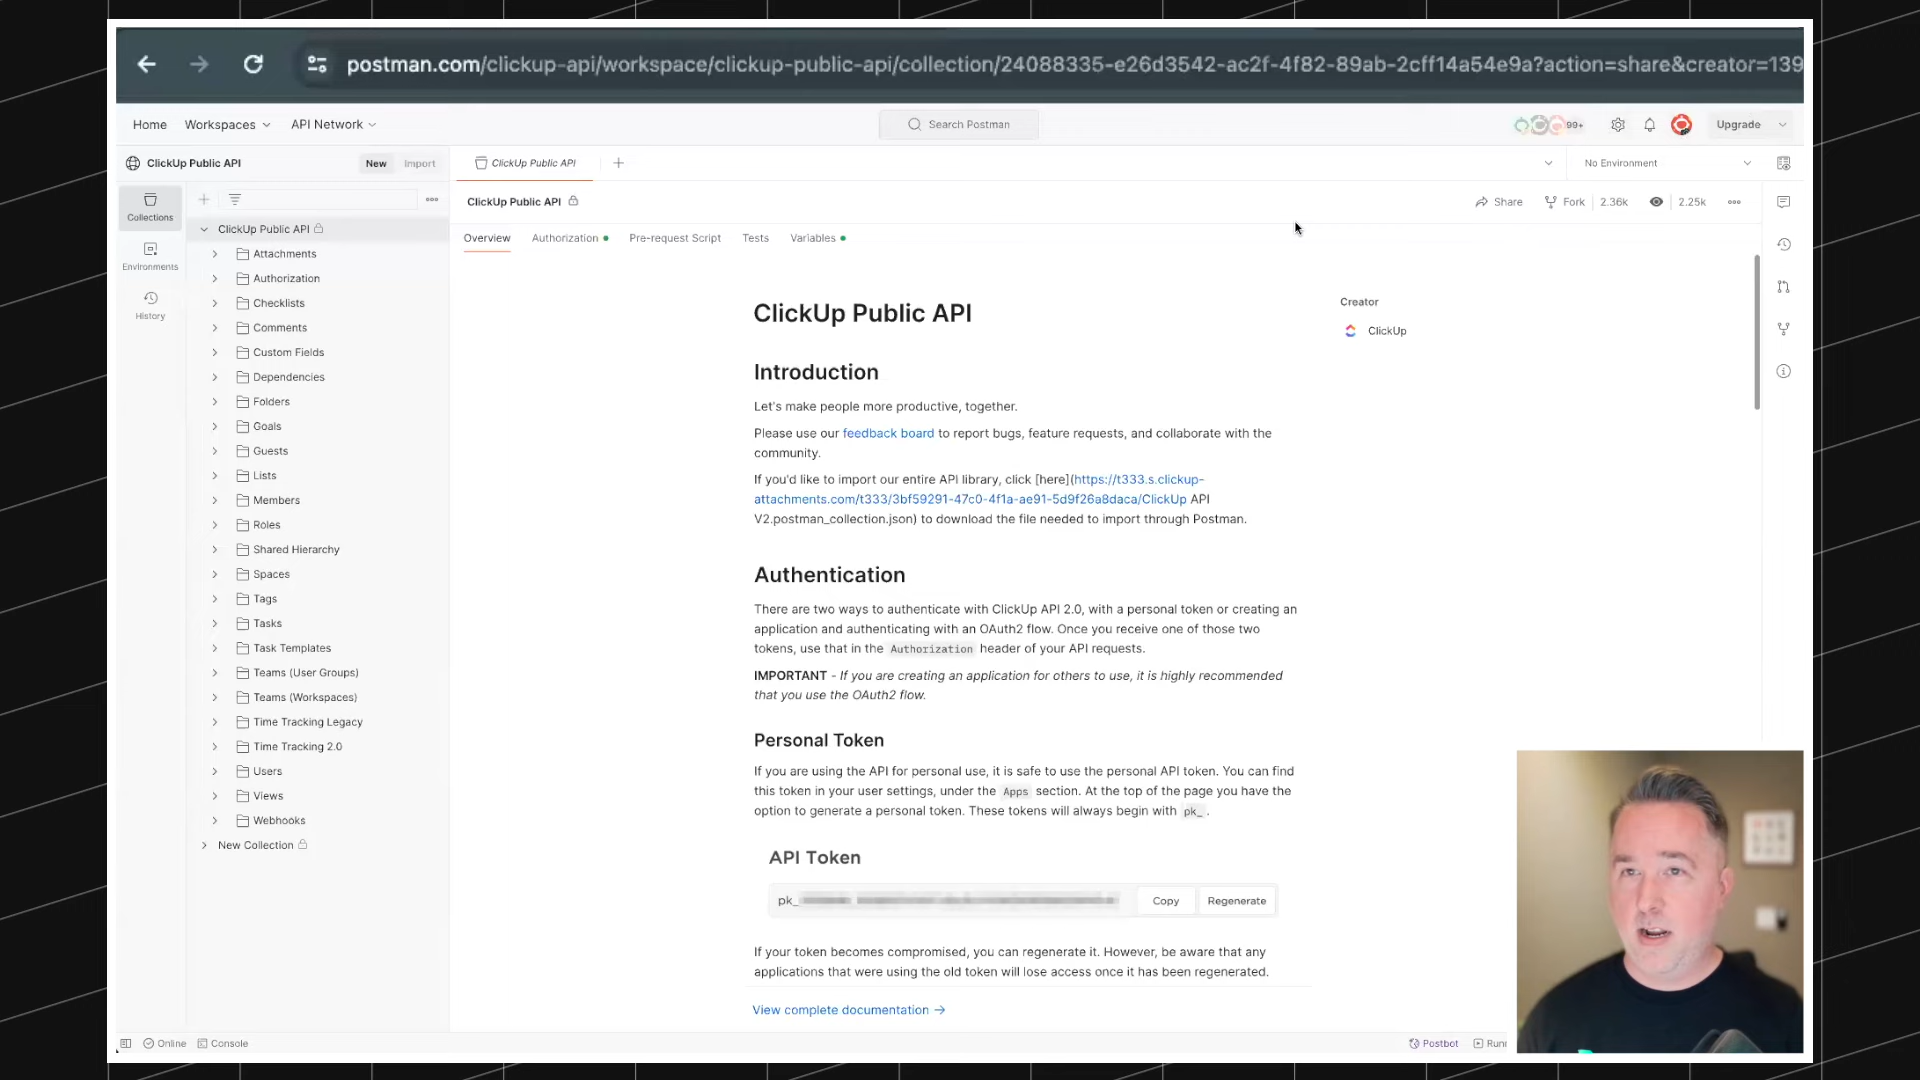 postman.com/clickup-api/workspace/clickup-public-api/collection/24088335-e26d3542-ac2f-4f82-89ab-2cff14a54e9a?action=share&creator=139
Home Workspaces API Network Search Postman 99+ Upgrade
ClickUp Public API New Import ClickUp Public API No Environment
Collections
Environments
History
ClickUp Public API
Attachments
Authorization
Checklists
Comments
Custom Fields
Dependencies
Folders
Goals
Guests
Lists
Members
Roles
Shared Hierarchy
Spaces
Tags
Tasks
Task Templates
Teams (User Groups)
Teams (Workspaces)
Time Tracking Legacy
Time Tracking 2.0
Users
Views
Webhooks
New Collection
ClickUp Public API Share Fork 2.36k 2.25k
Overview Authorization Pre-request Script Tests Variables
ClickUp Public API
Introduction
Let's make people more productive, together.
Please use our feedback board to report bugs, feature requests, and collaborate with the
community.
If you'd like to import our entire API library, click [here](https://t333.s.clickup-
attachments.com/t333/3bf59291-47c0-4f1a-ae91-5d9f26a8daca/ClickUp API
V2.postman_collection.json) to download the file needed to import through Postman.
Authentication
There are two ways to authenticate with ClickUp API 2.0, with a personal token or creating an
application and authenticating with an OAuth2 flow. Once you receive one of those two
tokens, use that in the Authorization header of your API requests.
IMPORTANT - If you are creating an application for others to use, it is highly recommended
that you use the OAuth2 flow.
Personal Token
If you are using the API for personal use, it is safe to use the personal API token. You can find
this token in your user settings, under the Apps section. At the top of the page you have the
option to generate a personal token. These tokens will always begin with pk_.
API Token
pk_ Copy Regenerate
If your token becomes compromised, you can regenerate it. However, be aware that any
applications that were using the old token will lose access once it has been regenerated.
View complete documentation →
Creator
ClickUp
Online Console Postbot